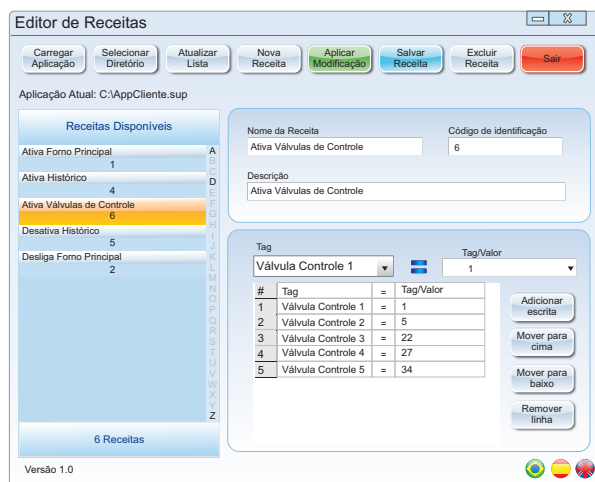 Editor de Receitas
Carregar
Aplicação
Selecionar
Diretório
Atualizar
Lista
Nova
Receita
Aplicar
Modificação
Salvar
Receita
Excluir
Receita
Sair
Aplicação Atual: C:\AppCliente.sup
Receitas Disponíveis
Ativa Forno Principal
1
Ativa Histórico
4
Ativa Válvulas de Controle
6
Desativa Histórico
5
Desliga Forno Principal
2
A
B
C
D
E
F
G
H
I
J
K
L
M
N
O
P
Q
R
S
T
U
V
W
X
Y
Z
6 Receitas
Nome da Receita
Ativa Válvulas de Controle
Código de identificação
6
Descrição
Ativa Válvulas de Controle
Tag
Válvula Controle 1
Tag/Valor
1
# Tag = Tag/Valor
1 Válvula Controle 1 = 1
2 Válvula Controle 2 = 5
3 Válvula Controle 3 = 22
4 Válvula Controle 4 = 27
5 Válvula Controle 5 = 34
Adicionar
escrita
Mover para
cima
Mover para
baixo
Remover
linha
Versão 1.0